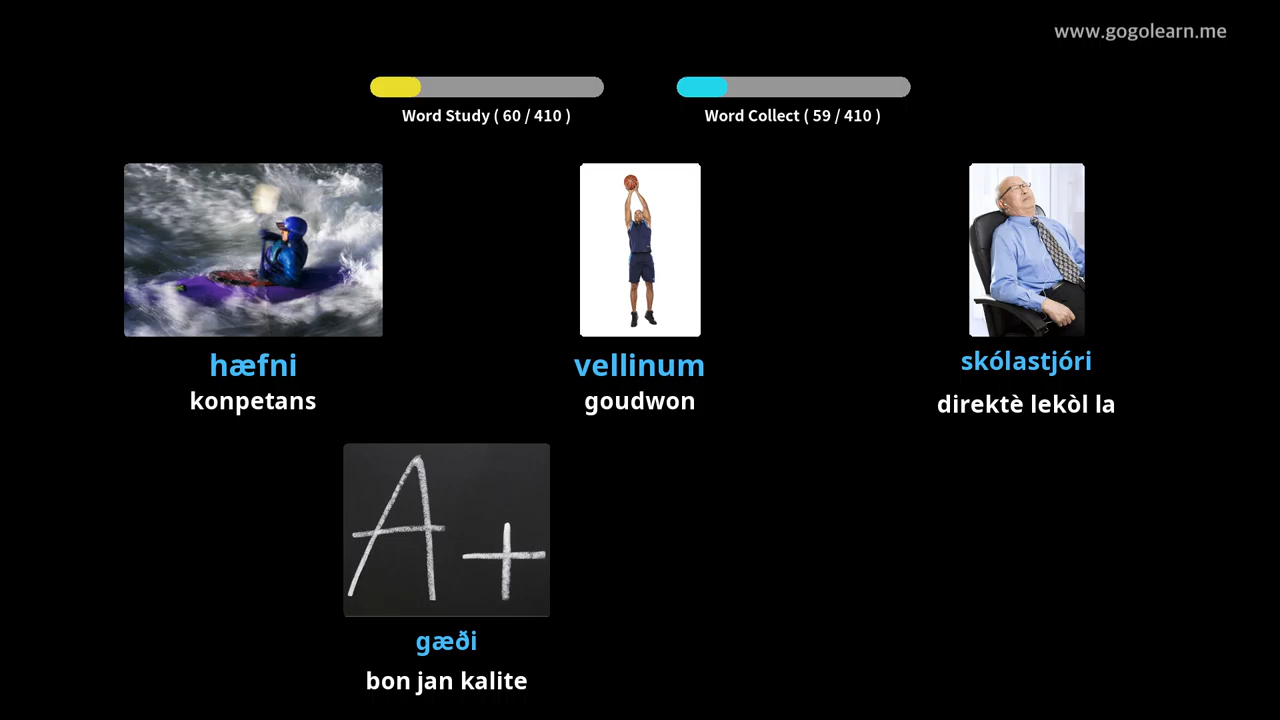 www.gogolearn.me
Word Study ( 60 / 410 )
Word Collect ( 59 / 410 )
hæfni
konpetans
vellinum
goudwon
skólastjóri
direktè lekòl la
A+
gæði
bon jan kalite